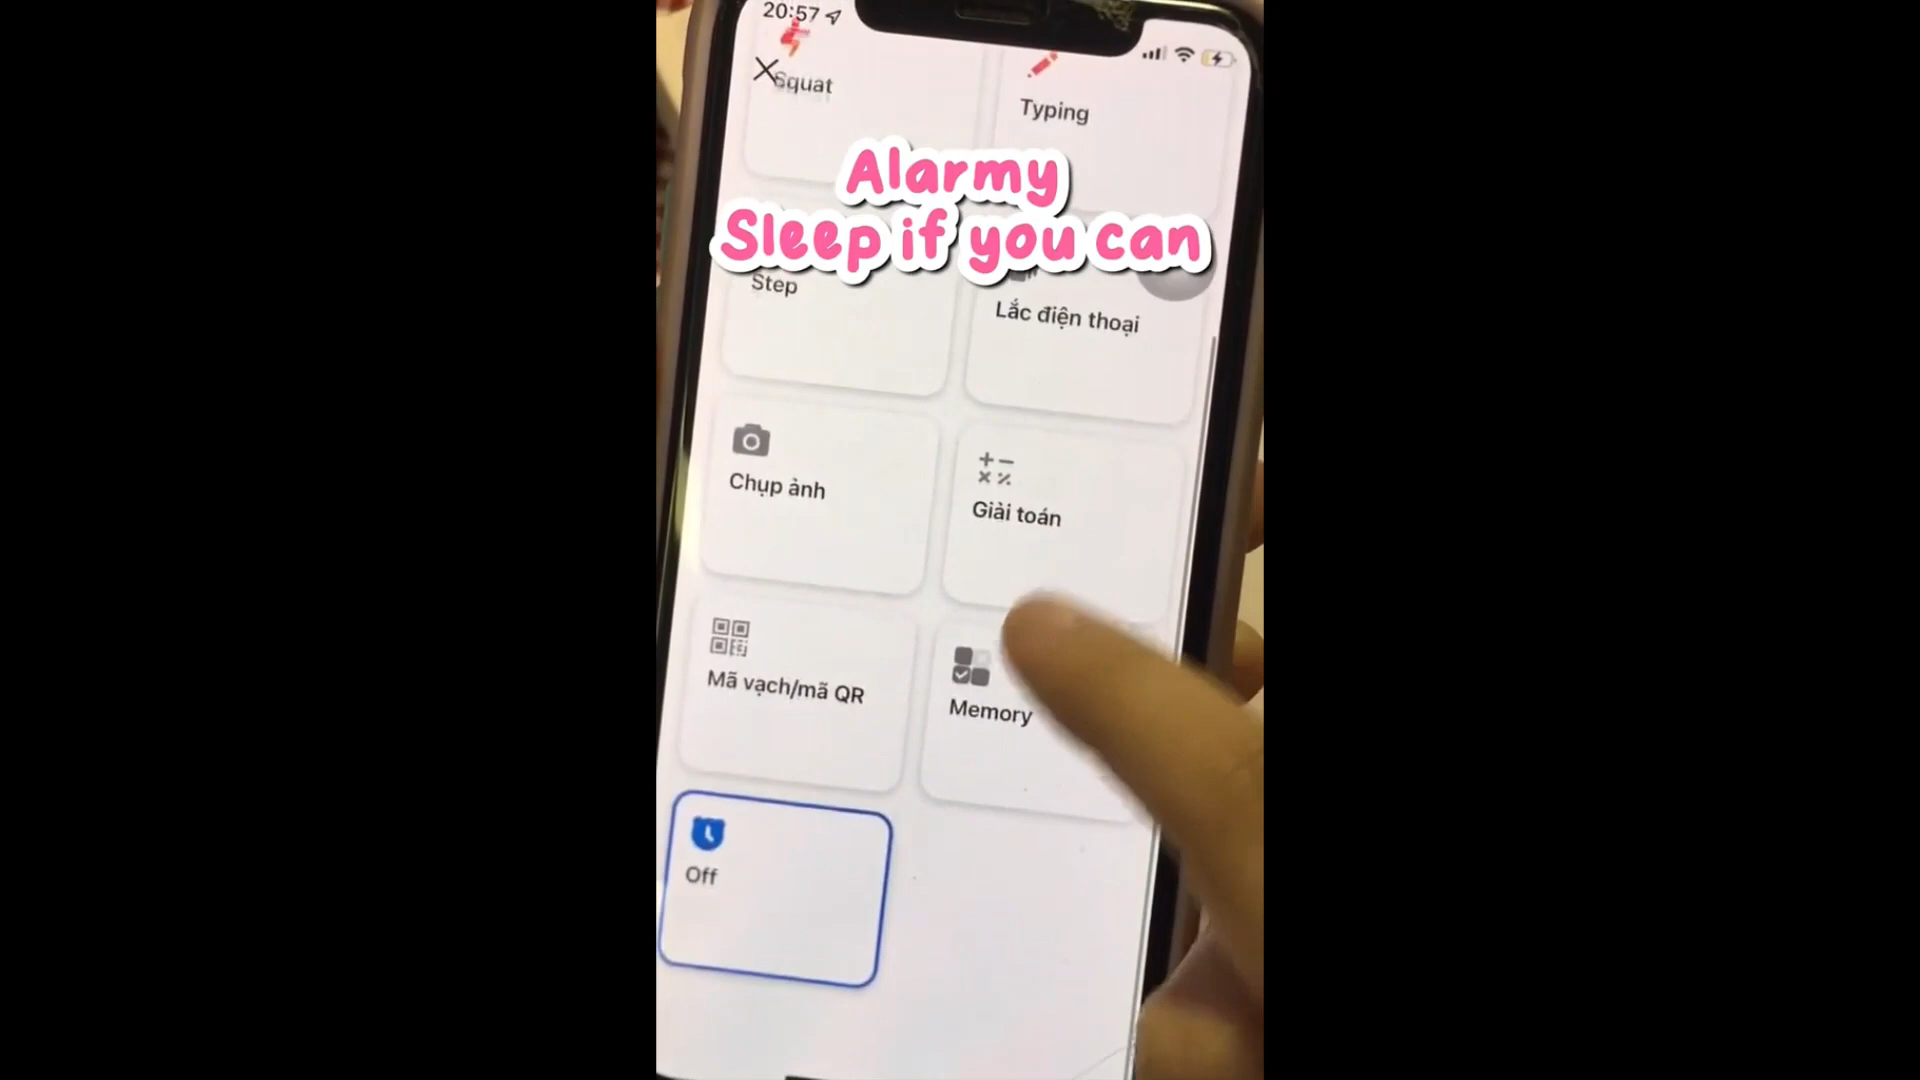 20:57
Squat
Typing
Alarmy
Sleep if you can
Step
Lắc điện thoại
Chụp ảnh
Giải toán
Mã vạch/mã QR
Memory
Off